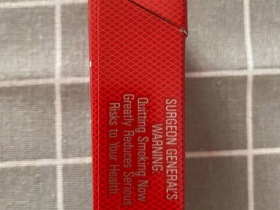 SURGEON GENERAL'S
WARNING:
Quitting Smoking Now
Greatly Reduces Serious
Risks to Your Health.